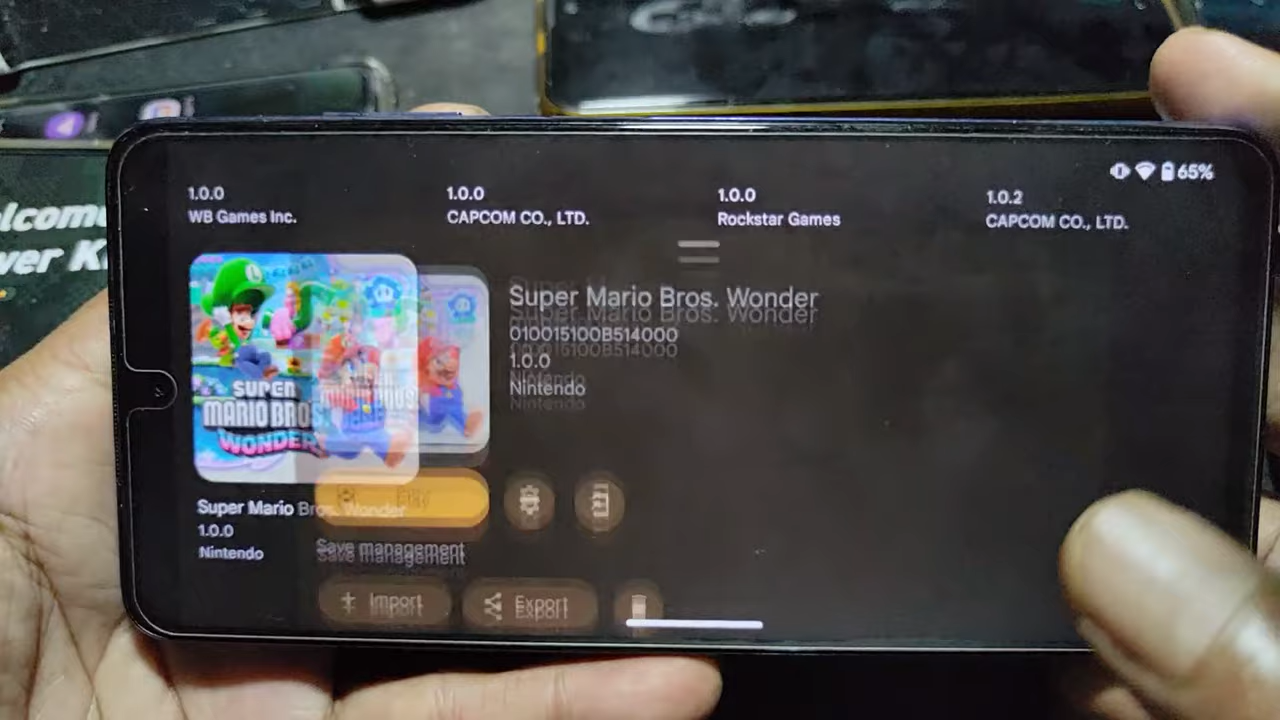 65%
1.0.0
WB Games Inc.
1.0.0
CAPCOM CO., LTD.
1.0.0
Rockstar Games
1.0.2
CAPCOM CO., LTD.
SUPER
MARIO BROS.
WONDER
Super Mario Bros. Wonder
1.0.0
Nintendo
Super Mario Bros. Wonder
010015100B514000
1.0.0
Nintendo
Play
Save management
Import
Export